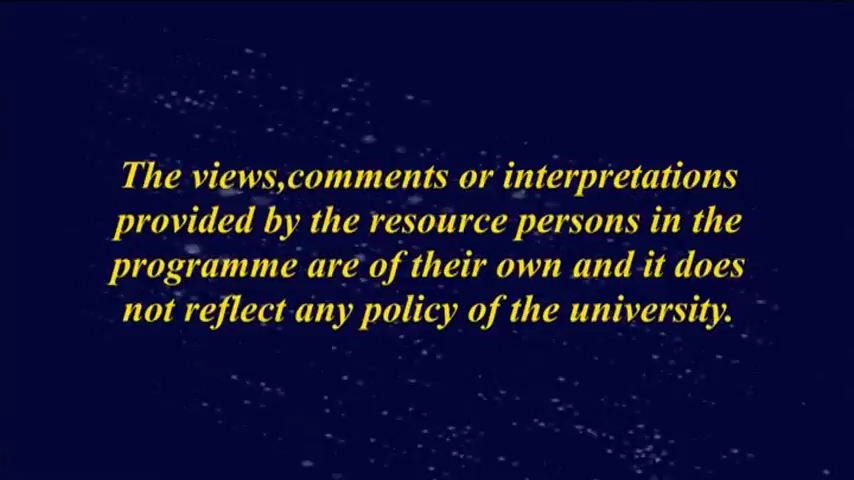 The views,comments or interpretations
provided by the resource persons in the
programme are of their own and it does
not reflect any policy of the university.